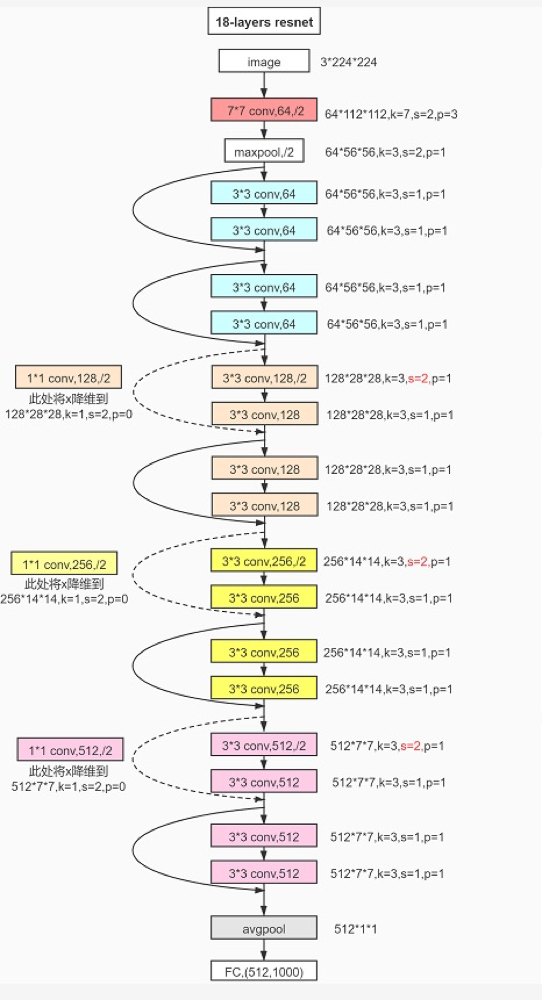 18-layers resnet
image 3*224*224
7*7 conv,64,/2 64*112*112,k=7,s=2,p=3
maxpool,/2 64*56*56,k=3,s=2,p=1
3*3 conv,64 64*56*56,k=3,s=1,p=1
3*3 conv,64 64*56*56,k=3,s=1,p=1
3*3 conv,64 64*56*56,k=3,s=1,p=1
3*3 conv,64 64*56*56,k=3,s=1,p=1
1*1 conv,128,/2 3*3 conv,128,/2 128*28*28,k=3,s=2,p=1
此处将x降维到
128*28*28,k=1,s=2,p=0 3*3 conv,128 128*28*28,k=3,s=1,p=1
3*3 conv,128 128*28*28,k=3,s=1,p=1
3*3 conv,128 128*28*28,k=3,s=1,p=1
1*1 conv,256,/2 3*3 conv,256,/2 256*14*14,k=3,s=2,p=1
此处将x降维到
256*14*14,k=1,s=2,p=0 3*3 conv,256 256*14*14,k=3,s=1,p=1
3*3 conv,256 256*14*14,k=3,s=1,p=1
3*3 conv,256 256*14*14,k=3,s=1,p=1
1*1 conv,512,/2 3*3 conv,512,/2 512*7*7,k=3,s=2,p=1
此处将x降维到
512*7*7,k=1,s=2,p=0 3*3 conv,512 512*7*7,k=3,s=1,p=1
3*3 conv,512 512*7*7,k=3,s=1,p=1
3*3 conv,512 512*7*7,k=3,s=1,p=1
avgpool 512*1*1
FC,(512,1000)